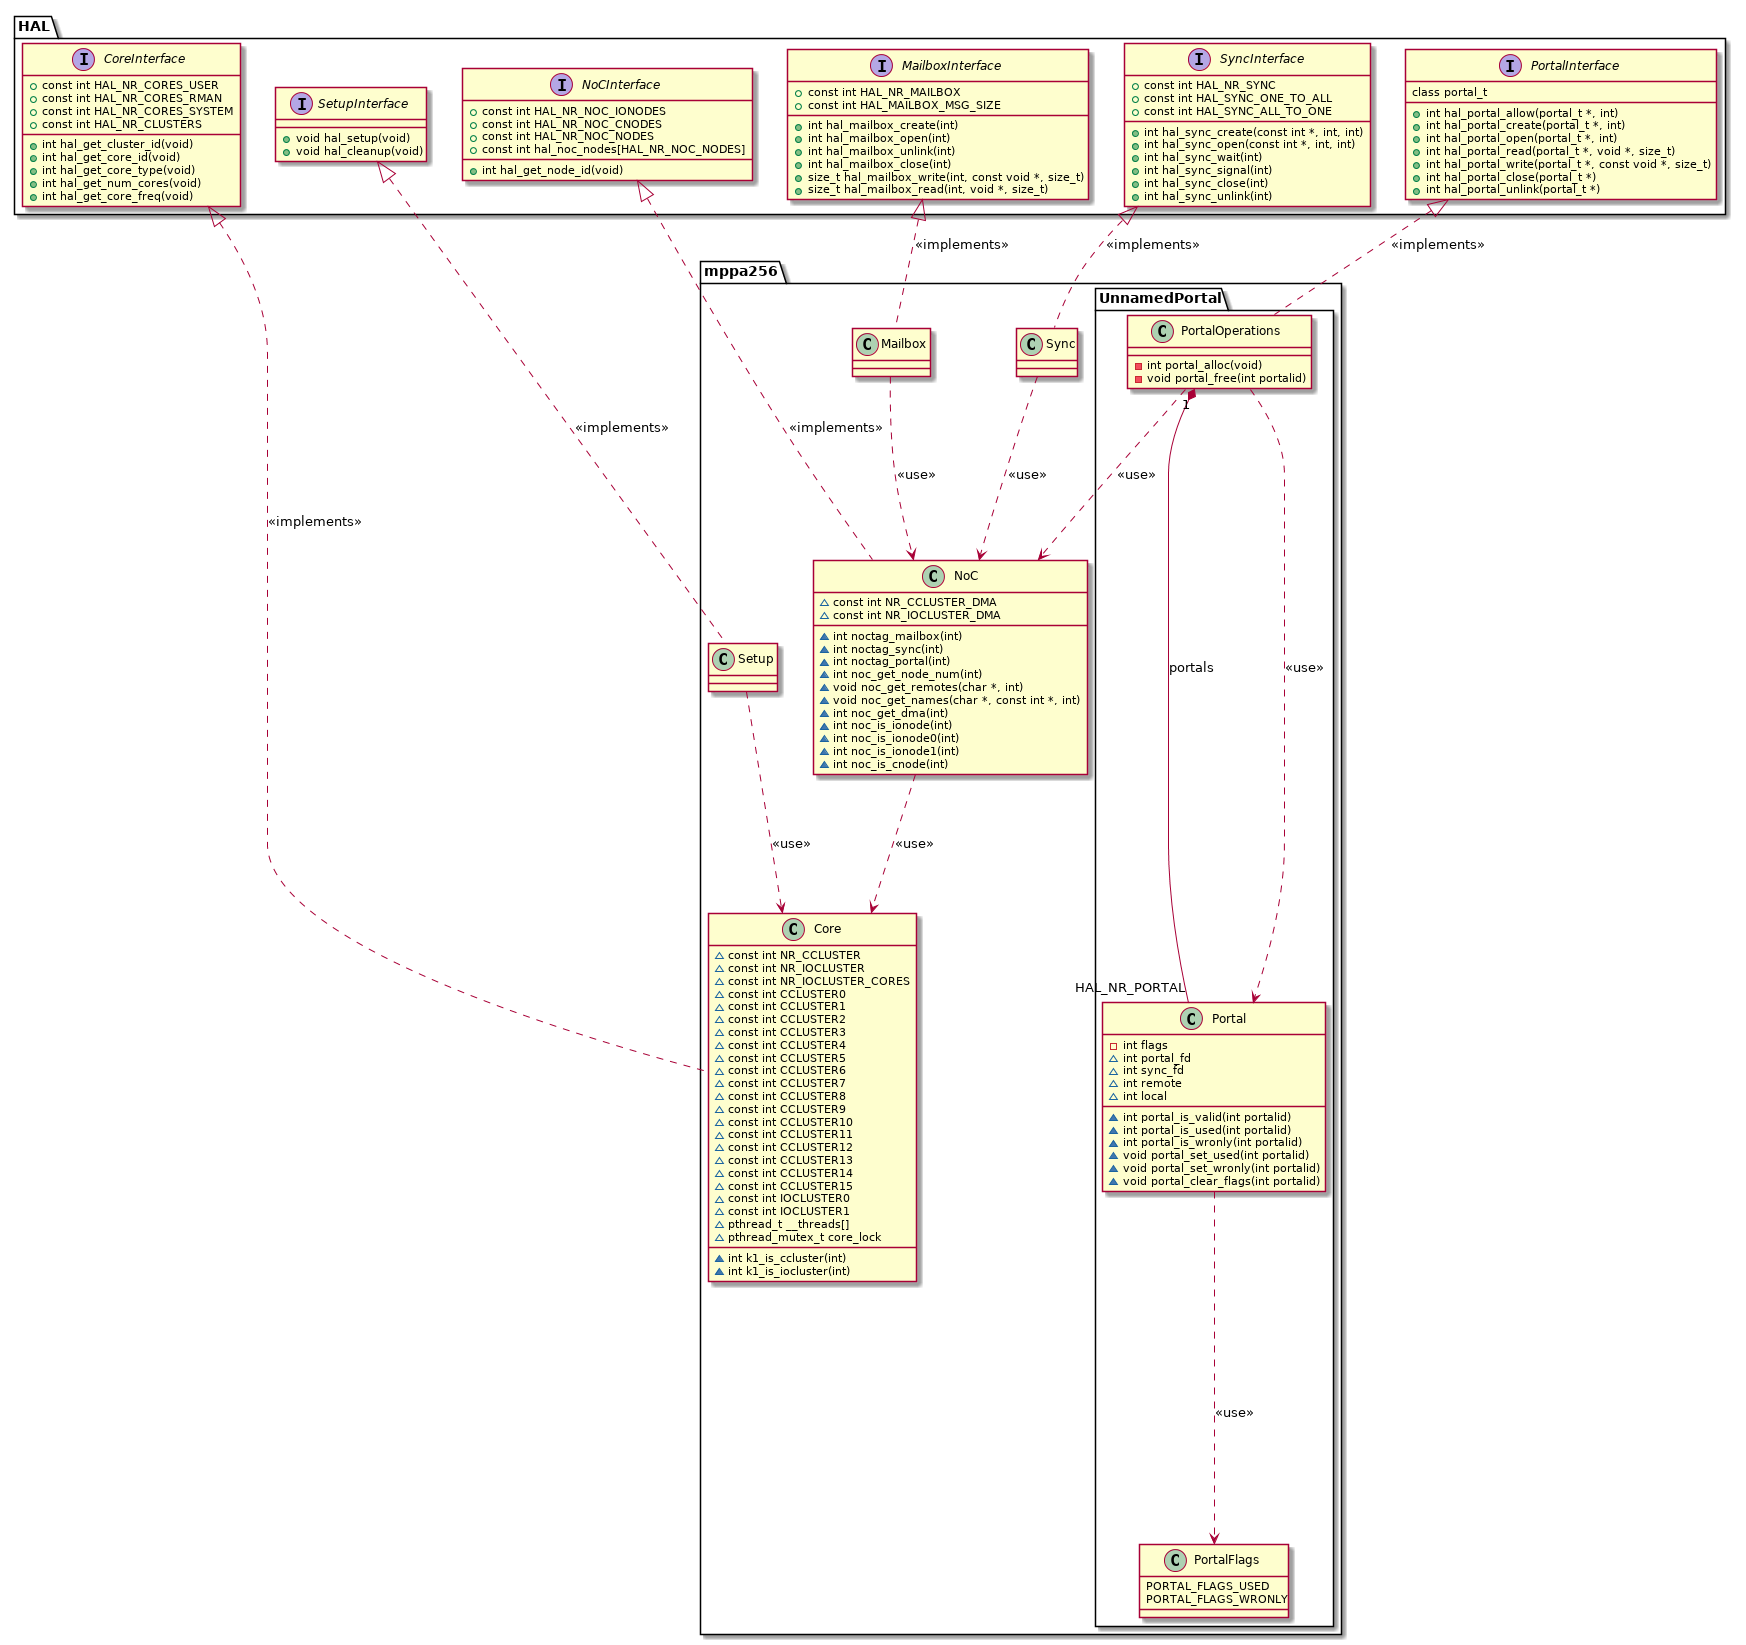 HAL
CoreInterface
const int HAL_NR_CORES_USER
const int HAL_NR_CORES_RMAN
const int HAL_NR_CORES_SYSTEM
const int HAL_NR_CLUSTERS
int hal_get_cluster_id(void)
int hal_get_core_id(void)
int hal_get_core_type(void)
int hal_get_num_cores(void)
int hal_get_core_freq(void)
SetupInterface
void hal_setup(void)
void hal_cleanup(void)
NoCInterface
const int HAL_NR_NOC_IONODES
const int HAL_NR_NOC_CNODES
const int HAL_NR_NOC_NODES
const int hal_noc_nodes[HAL_NR_NOC_NODES]
int hal_get_node_id(void)
MailboxInterface
const int HAL_NR_MAILBOX
const int HAL_MAILBOX_MSG_SIZE
int hal_mailbox_create(int)
int hal_mailbox_open(int)
int hal_mailbox_unlink(int)
int hal_mailbox_close(int)
size_t hal_mailbox_write(int, const void *, size_t)
size_t hal_mailbox_read(int, void *, size_t)
SyncInterface
const int HAL_NR_SYNC
const int HAL_SYNC_ONE_TO_ALL
const int HAL_SYNC_ALL_TO_ONE
int hal_sync_create(const int *, int, int)
int hal_sync_open(const int *, int, int)
int hal_sync_wait(int)
int hal_sync_signal(int)
int hal_sync_close(int)
int hal_sync_unlink(int)
PortalInterface
class portal_t
int hal_portal_allow(portal_t *, int)
int hal_portal_create(portal_t *, int)
int hal_portal_open(portal_t *, int)
int hal_portal_read(portal_t *, void *, size_t)
int hal_portal_write(portal_t *, const void *, size_t)
int hal_portal_close(portal_t *)
int hal_portal_unlink(portal_t *)
«implements»
«implements»
«implements»
mppa256
UnnamedPortal
PortalOperations
int portal_alloc(void)
void portal_free(int portalid)
Mailbox
Sync
1
«implements»
«implements»
«use»
«use»
«use»
«implements»
NoC
const int NR_CCLUSTER_DMA
const int NR_IOCLUSTER_DMA
int noctag_mailbox(int)
int noctag_sync(int)
int noctag_portal(int)
int noc_get_node_num(int)
void noc_get_remotes(char *, int)
void noc_get_names(char *, const int *, int)
int noc_get_dma(int)
int noc_is_ionode(int)
int noc_is_ionode0(int)
int noc_is_ionode1(int)
int noc_is_cnode(int)
Setup
portals
«use»
«use»
«use»
Core
const int NR_CCLUSTER
const int NR_IOCLUSTER
const int NR_IOCLUSTER_CORES
const int CCLUSTER0
const int CCLUSTER1
const int CCLUSTER2
const int CCLUSTER3
const int CCLUSTER4
const int CCLUSTER5
const int CCLUSTER6
const int CCLUSTER7
const int CCLUSTER8
const int CCLUSTER9
const int CCLUSTER10
const int CCLUSTER11
const int CCLUSTER12
const int CCLUSTER13
const int CCLUSTER14
const int CCLUSTER15
const int IOCLUSTER0
const int IOCLUSTER1
pthread_t __threads[]
pthread_mutex_t core_lock
int k1_is_ccluster(int)
int k1_is_iocluster(int)
HAL_NR_PORTAL
Portal
int flags
int portal_fd
int sync_fd
int remote
int local
int portal_is_valid(int portalid)
int portal_is_used(int portalid)
int portal_is_wronly(int portalid)
void portal_set_used(int portalid)
void portal_set_wronly(int portalid)
void portal_clear_flags(int portalid)
«use»
PortalFlags
PORTAL_FLAGS_USED
PORTAL_FLAGS_WRONLY